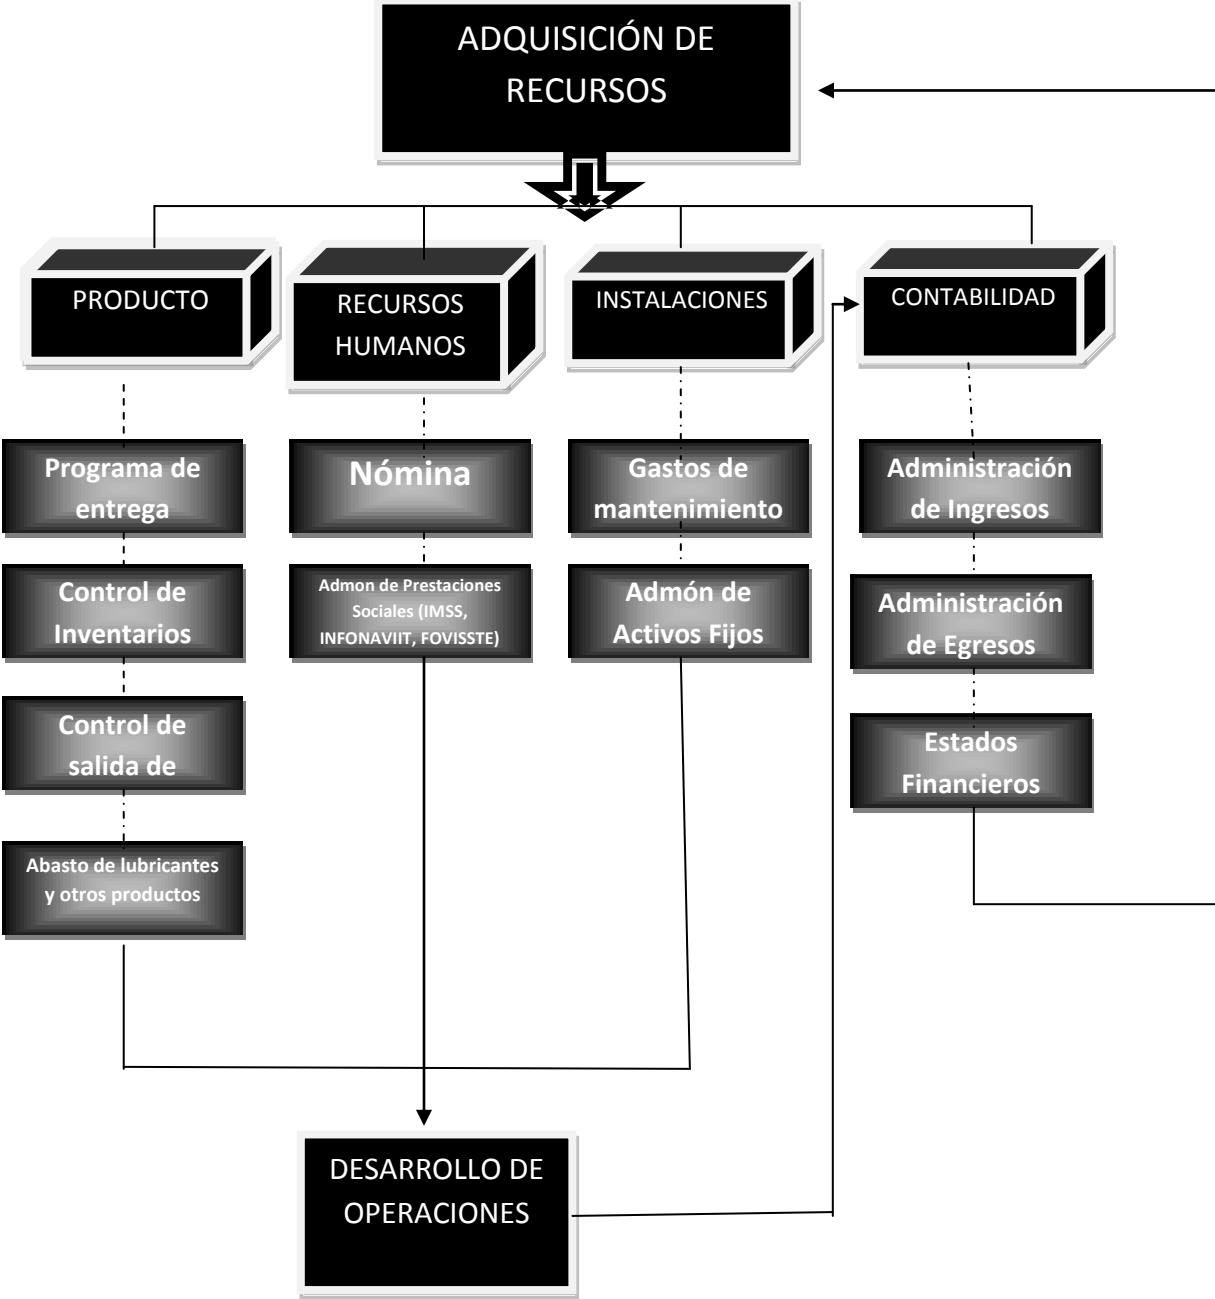 ADQUISICIÓN DE
RECURSOS
PRODUCTO
RECURSOS
HUMANOS
INSTALACIONES
CONTABILIDAD
Programa de
entrega
Nómina
Gastos de
mantenimiento
Administración
de Ingresos
Control de
Inventarios
Admon de Prestaciones
Sociales (IMSS,
INFONAVIIT, FOVISSTE)
Admón de
Activos Fijos
Administración
de Egresos
Control de
salida de
Estados
Financieros
Abasto de lubricantes
y otros productos
DESARROLLO DE
OPERACIONES